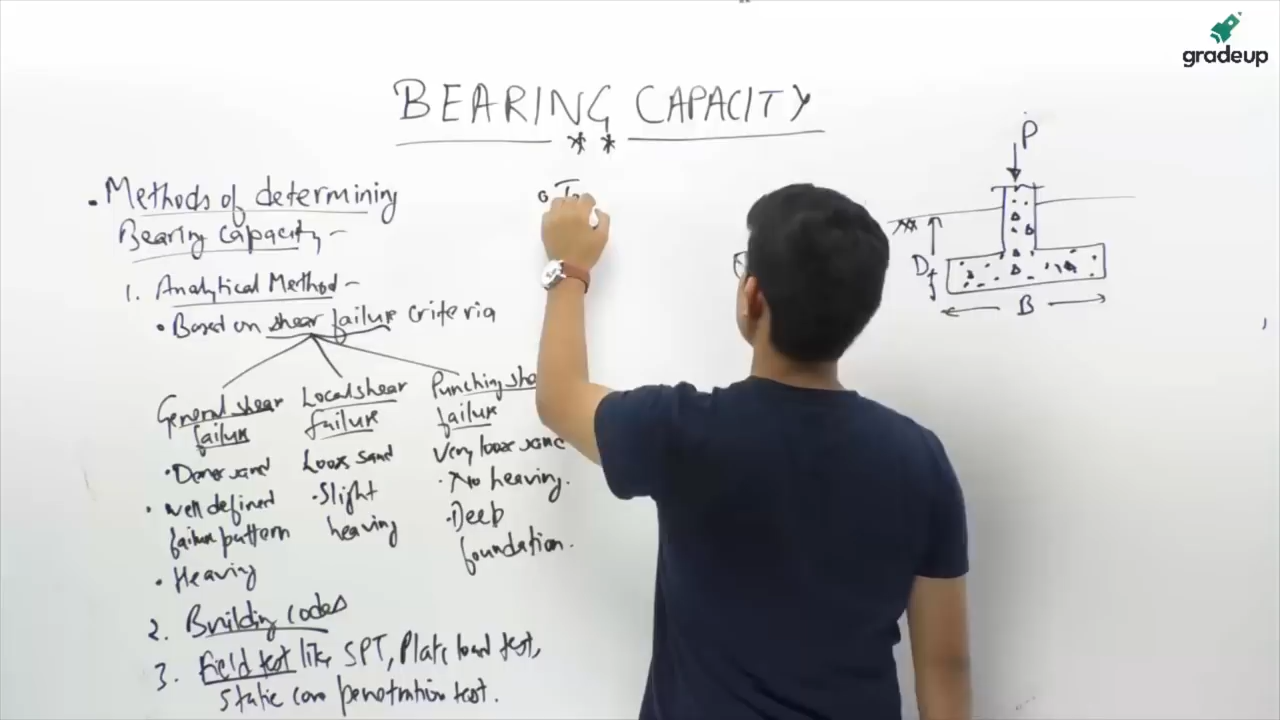 gradeup
BEARING CAPACITY
* *
• Methods of determining
Bearing Capacity -
1. Analytical Method -
• Based on shear failure criteria
General shear
failure
• Dense sand
• Well defined
failure pattern
• Heaving
Local shear
failure
Loose sand
• Slight
heaving
Punching she
failure
Very loose sand
• No heaving.
• Deep
foundation.
2. Building codes
3. Field test like SPT, Plate load test,
Static cone penetration test.
P
Df
B